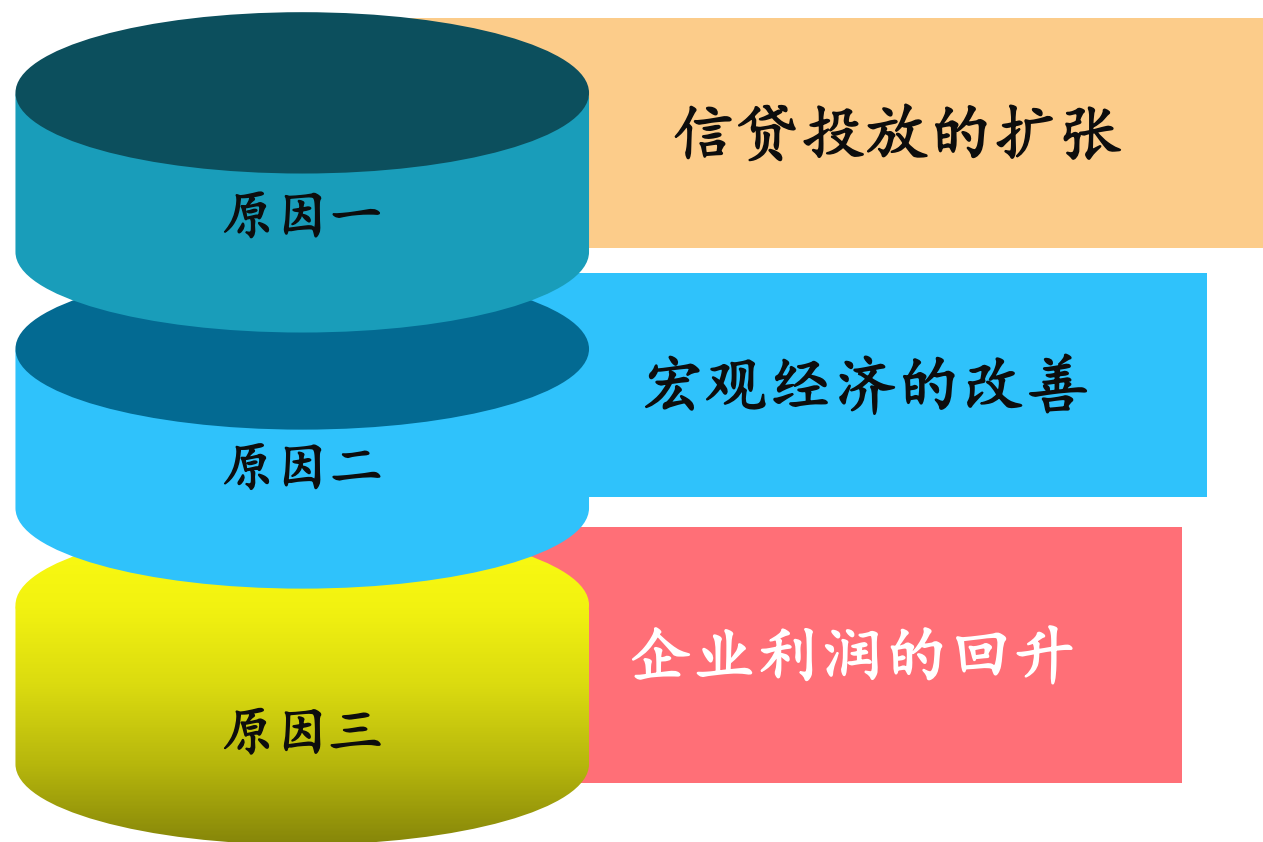 信贷投放的扩张
原因一
宏观经济的改善
原因二
企业利润的回升
原因三